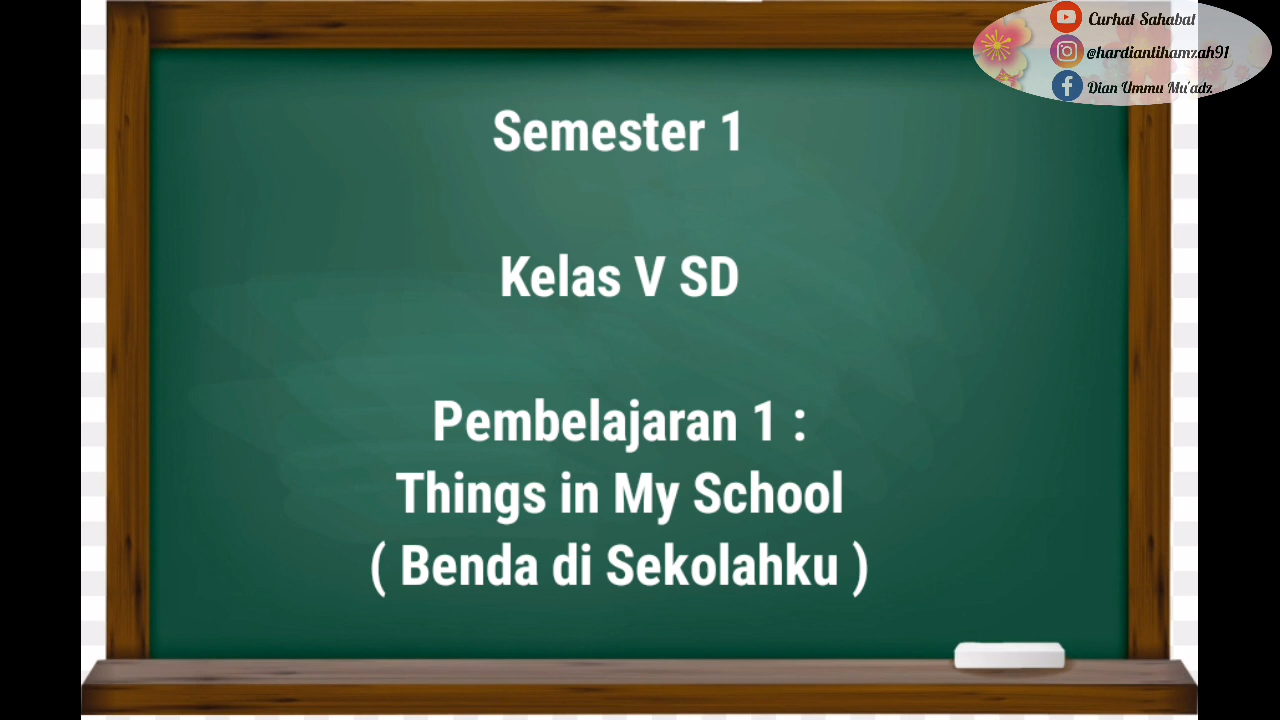 Curhat Sahabat
@hardiantihamzah91
Dian Ummu Mu'adz
Semester 1
Kelas V SD
Pembelajaran 1 :
Things in My School
( Benda di Sekolahku )